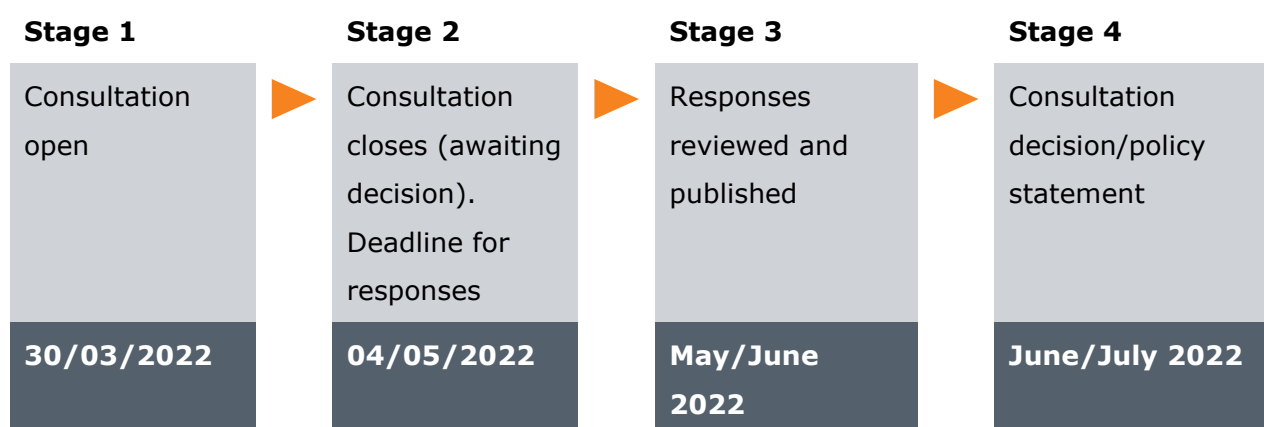 Stage 1
Consultation
open
30/03/2022
Stage 2
Consultation
closes (awaiting
decision).
Deadline for
responses
04/05/2022
Stage 3
Responses
reviewed and
published
May/June
2022
Stage 4
Consultation
decision/policy
statement
June/July 2022